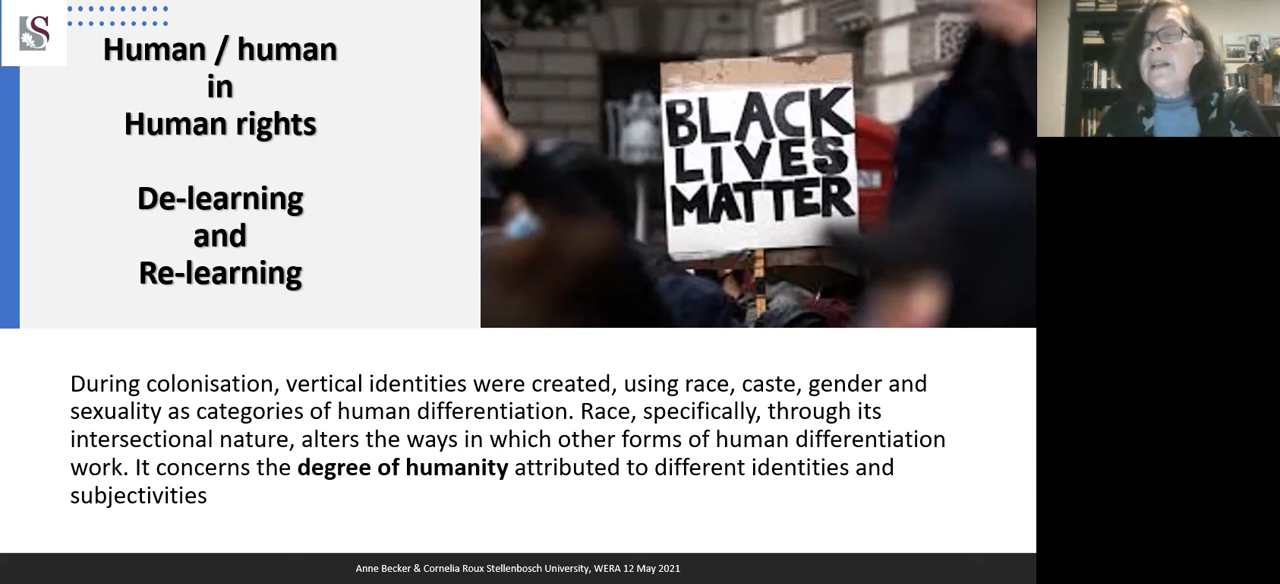 Human / human
in
Human rights
De-learning
and
Re-learning
BLACK
LIVES
MATTER
During colonisation, vertical identities were created, using race, caste, gender and
sexuality as categories of human differentiation. Race, specifically, through its
intersectional nature, alters the ways in which other forms of human differentiation
work. It concerns the degree of humanity attributed to different identities and
subjectivities
Anne Becker & Cornelia Roux Stellenbosch University, WERA 12 May 2021